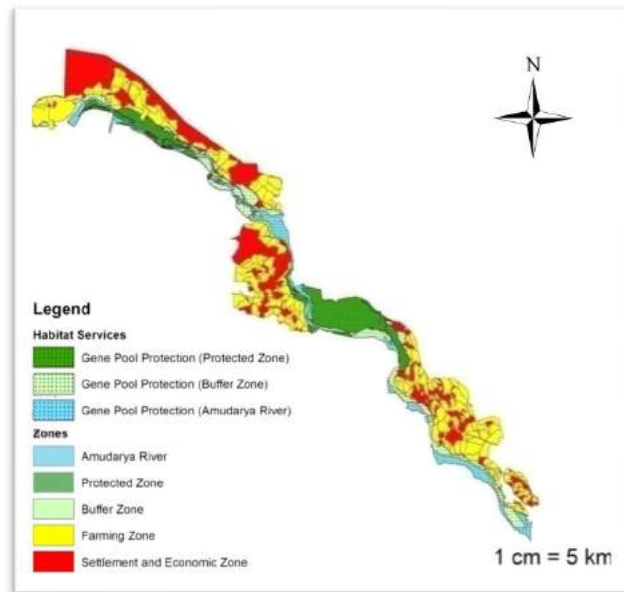 N
Legend
Habitat Services
Gene Pool Protection (Protected Zone)
Gene Pool Protection (Buffer Zone)
Gene Pool Protection (Amudarya River)
Zones
Amudarya River
Protected Zone
Buffer Zone
Farming Zone
Settlement and Economic Zone
1 cm = 5 km